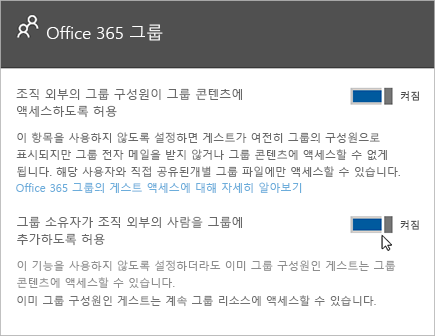 Office 365 그룹
조직 외부의 그룹 구성원이 그룹 콘텐츠에
액세스하도록 허용
켜짐
이 항목을 사용하지 않도록 설정하면 게스트가 여전히 그룹의 구성원으로
표시되지만 그룹 전자 메일을 받지 않거나 그룹 콘텐츠에 액세스할 수 없게
됩니다. 해당 사용자와 직접 공유된개별 그룹 파일에만 액세스할 수 있습니다.
Office 365 그룹의 게스트 액세스에 대해 자세히 알아보기
그룹 소유자가 조직 외부의 사람을 그룹에
추가하도록 허용
켜짐
이 기능을 사용하지 않도록 설정하더라도 이미 그룹 구성원인 게스트는 그룹
콘텐츠에 액세스할 수 있습니다.
이미 그룹 구성원인 게스트는 계속 그룹 리소스에 액세스할 수 있습니다.